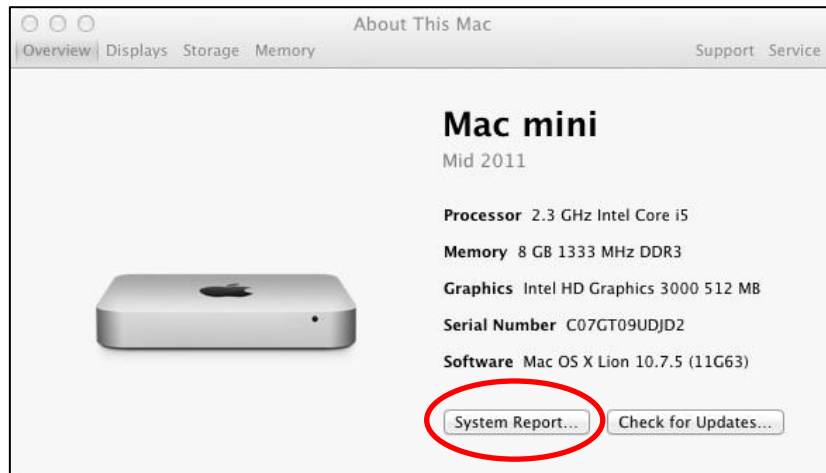 About This Mac
Overview Displays Storage Memory Support Service
Mac mini
Mid 2011
Processor 2.3 GHz Intel Core i5
Memory 8 GB 1333 MHz DDR3
Graphics Intel HD Graphics 3000 512 MB
Serial Number C07GT09UDJD2
Software Mac OS X Lion 10.7.5 (11G63)
System Report... Check for Updates...